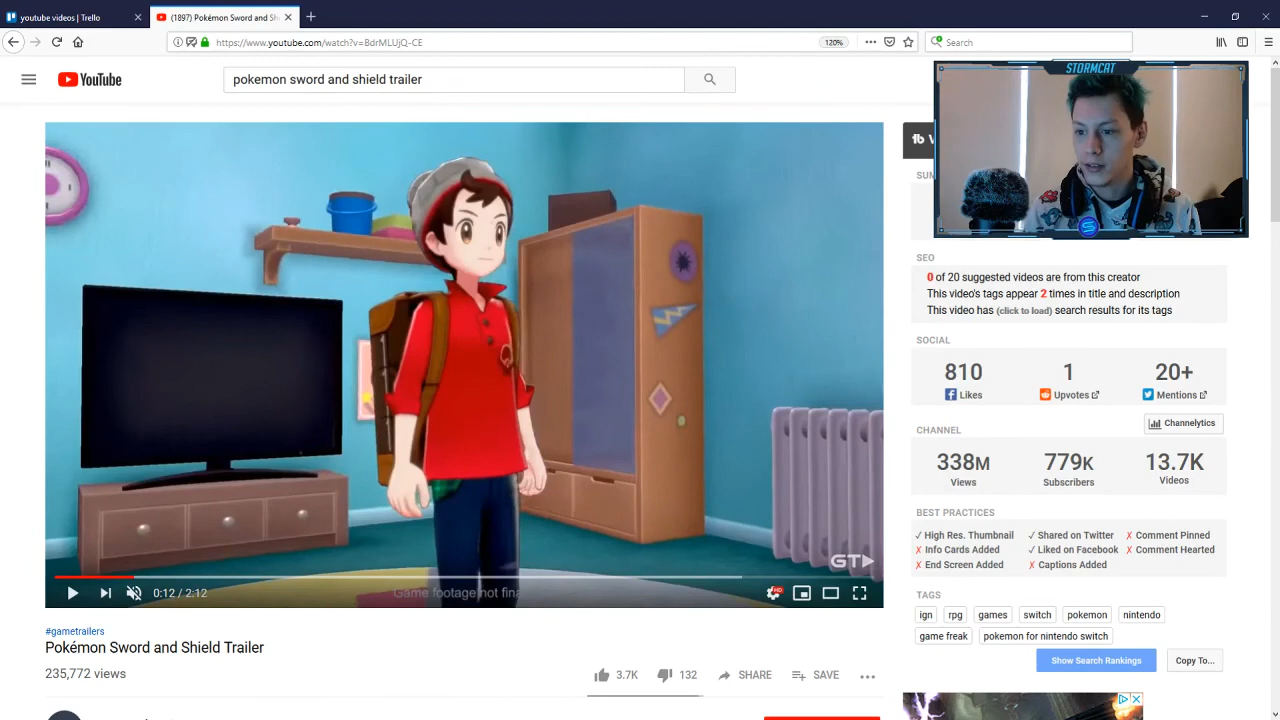 youtube videos | Trello
(1897) Pokémon Sword and Sh
https://www.youtube.com/watch?v=BdrMLUjQ-CE
120%
Search
YouTube
pokemon sword and shield trailer
STORMCAT
SEO
0 of 20 suggested videos are from this creator
This video's tags appear 2 times in title and description
This video has (click to load) search results for its tags
SOCIAL
810
1
20+
Likes
Upvotes
Mentions
CHANNEL
Channelytics
338M
779K
13.7K
Views
Subscribers
Videos
BEST PRACTICES
✓ High Res. Thumbnail
✓ Shared on Twitter
✗ Comment Pinned
✗ Info Cards Added
✓ Liked on Facebook
✗ Comment Hearted
✗ End Screen Added
✗ Captions Added
TAGS
ign
rpg
games
switch
pokemon
nintendo
game freak
pokemon for nintendo switch
Show Search Rankings
Copy To...
GT
0:12 / 2:12
Game footage not fina
HD
#gametrailers
Pokémon Sword and Shield Trailer
235,772 views
3.7K
132
SHARE
SAVE